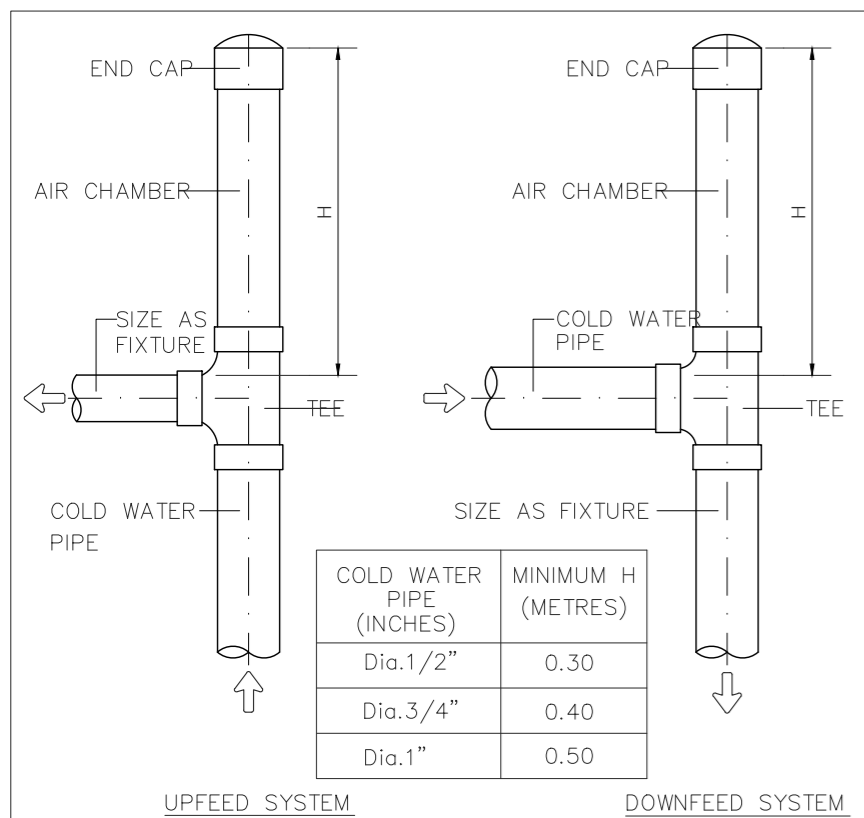 END CAP
AIR CHAMBER
H
SIZE AS
FIXTURE
TEE
COLD WATER
PIPE
UPFEED SYSTEM
END CAP
AIR CHAMBER
H
COLD WATER
PIPE
TEE
SIZE AS FIXTURE
DOWNFEED SYSTEM
COLD WATER
PIPE
(INCHES)
MINIMUM H
(METRES)
Dia.1/2”
0.30
Dia.3/4”
0.40
Dia.1”
0.50